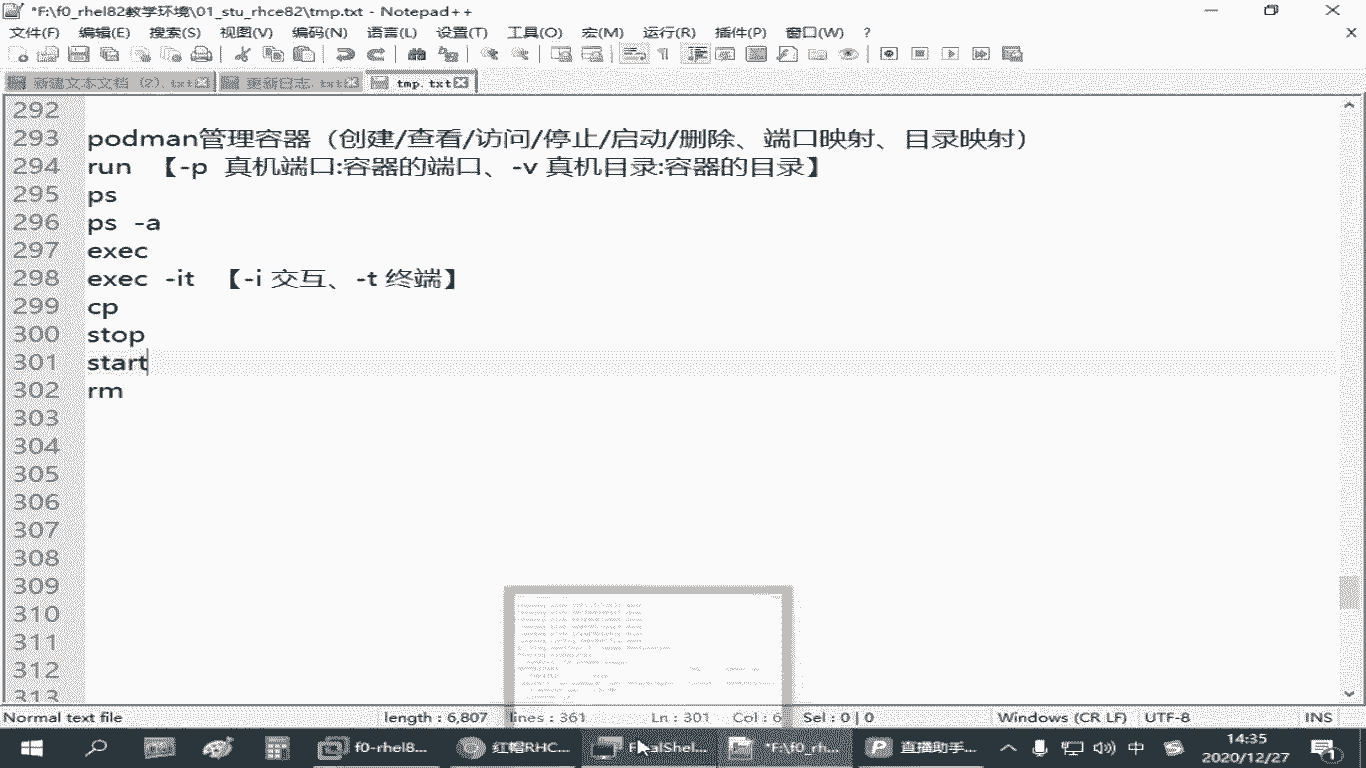 *F:\f0_rhel82教学环境\01_stu_rhce82\tmp.txt - Notepad++
文件(F) 编辑(E) 搜索(S) 视图(V) 编码(N) 语言(L) 设置(T) 工具(O) 宏(M) 运行(R) 插件(P) 窗口(W) ?
新建文本文档 (2).txt 更新日志.txt tmp.txt
292
293 podman管理容器（创建/查看/访问/停止/启动/删除、端口映射、目录映射）
294 run 【-p 真机端口:容器的端口、-v 真机目录:容器的目录】
295 ps
296 ps -a
297 exec
298 exec -it 【-i 交互、-t 终端】
299 cp
300 stop
301 start
302 rm
303
304
305
306
307
308
309
310
311
312
313
Normal text file length : 6,807 lines : 361 Ln : 301 Col : 6 Sel : 0 | 0 Windows (CR LF) UTF-8 INS
f0-rhel8... 红帽RHC... *F:\f0_rh... 直播助手... 中 14:35
2020/12/27